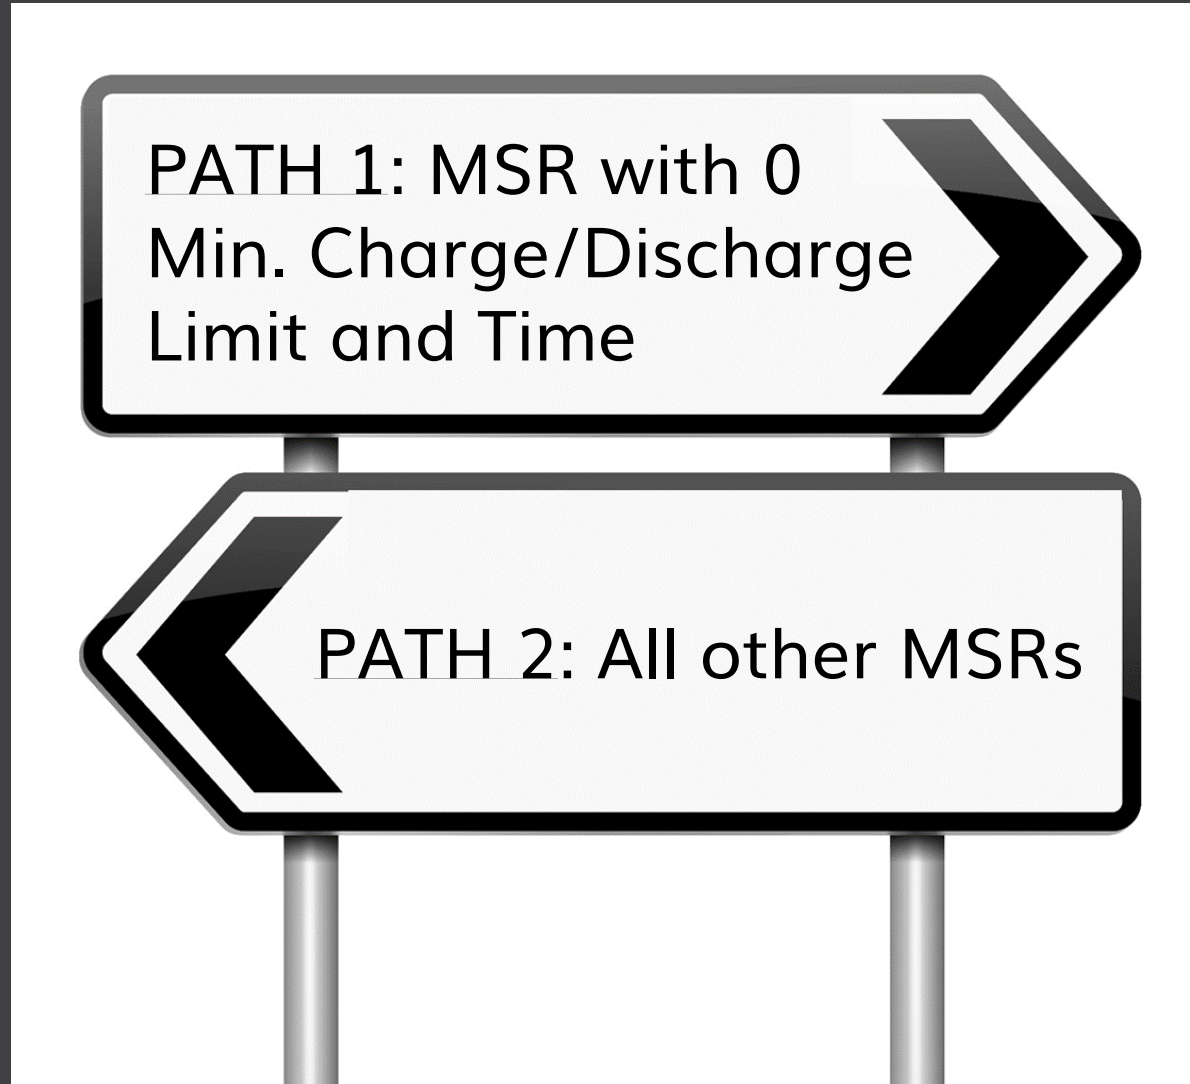 PATH 1: MSR with 0
Min. Charge/Discharge
Limit and Time
PATH 2: All other MSRs